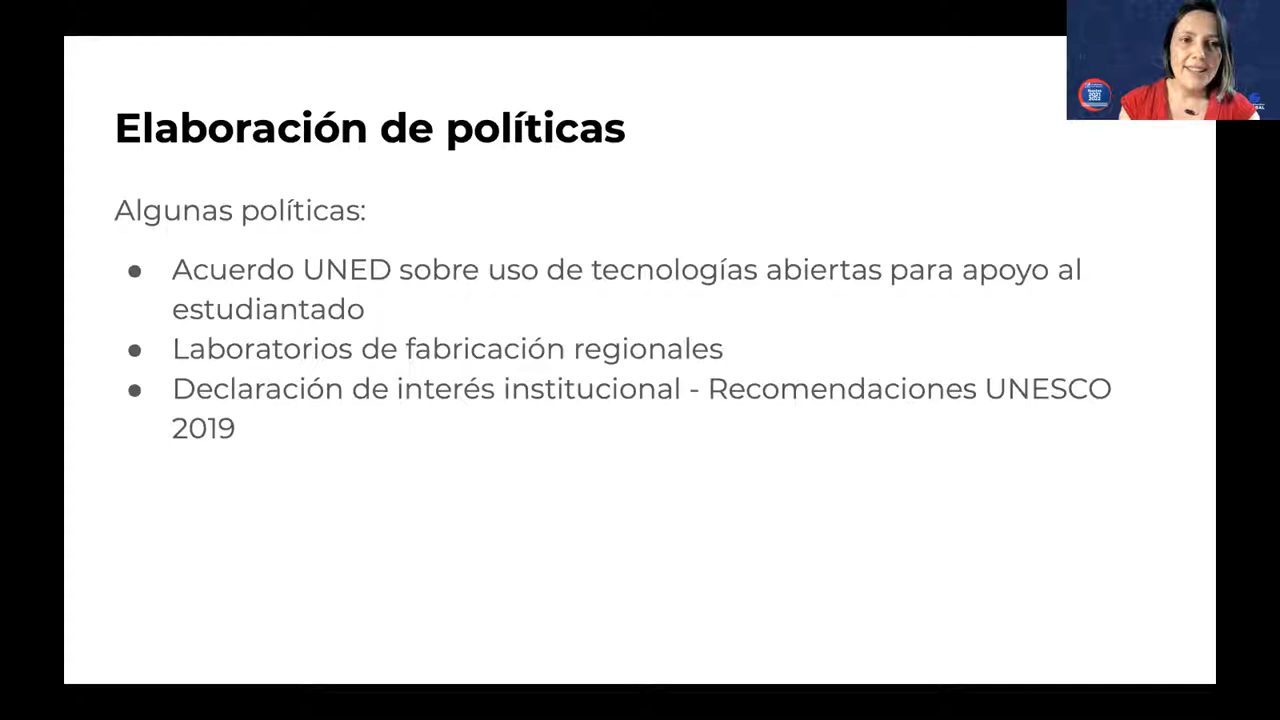 Elaboración de políticas
Algunas políticas:
● Acuerdo UNED sobre uso de tecnologías abiertas para apoyo al
estudiantado
● Laboratorios de fabricación regionales
● Declaración de interés institucional - Recomendaciones UNESCO
2019